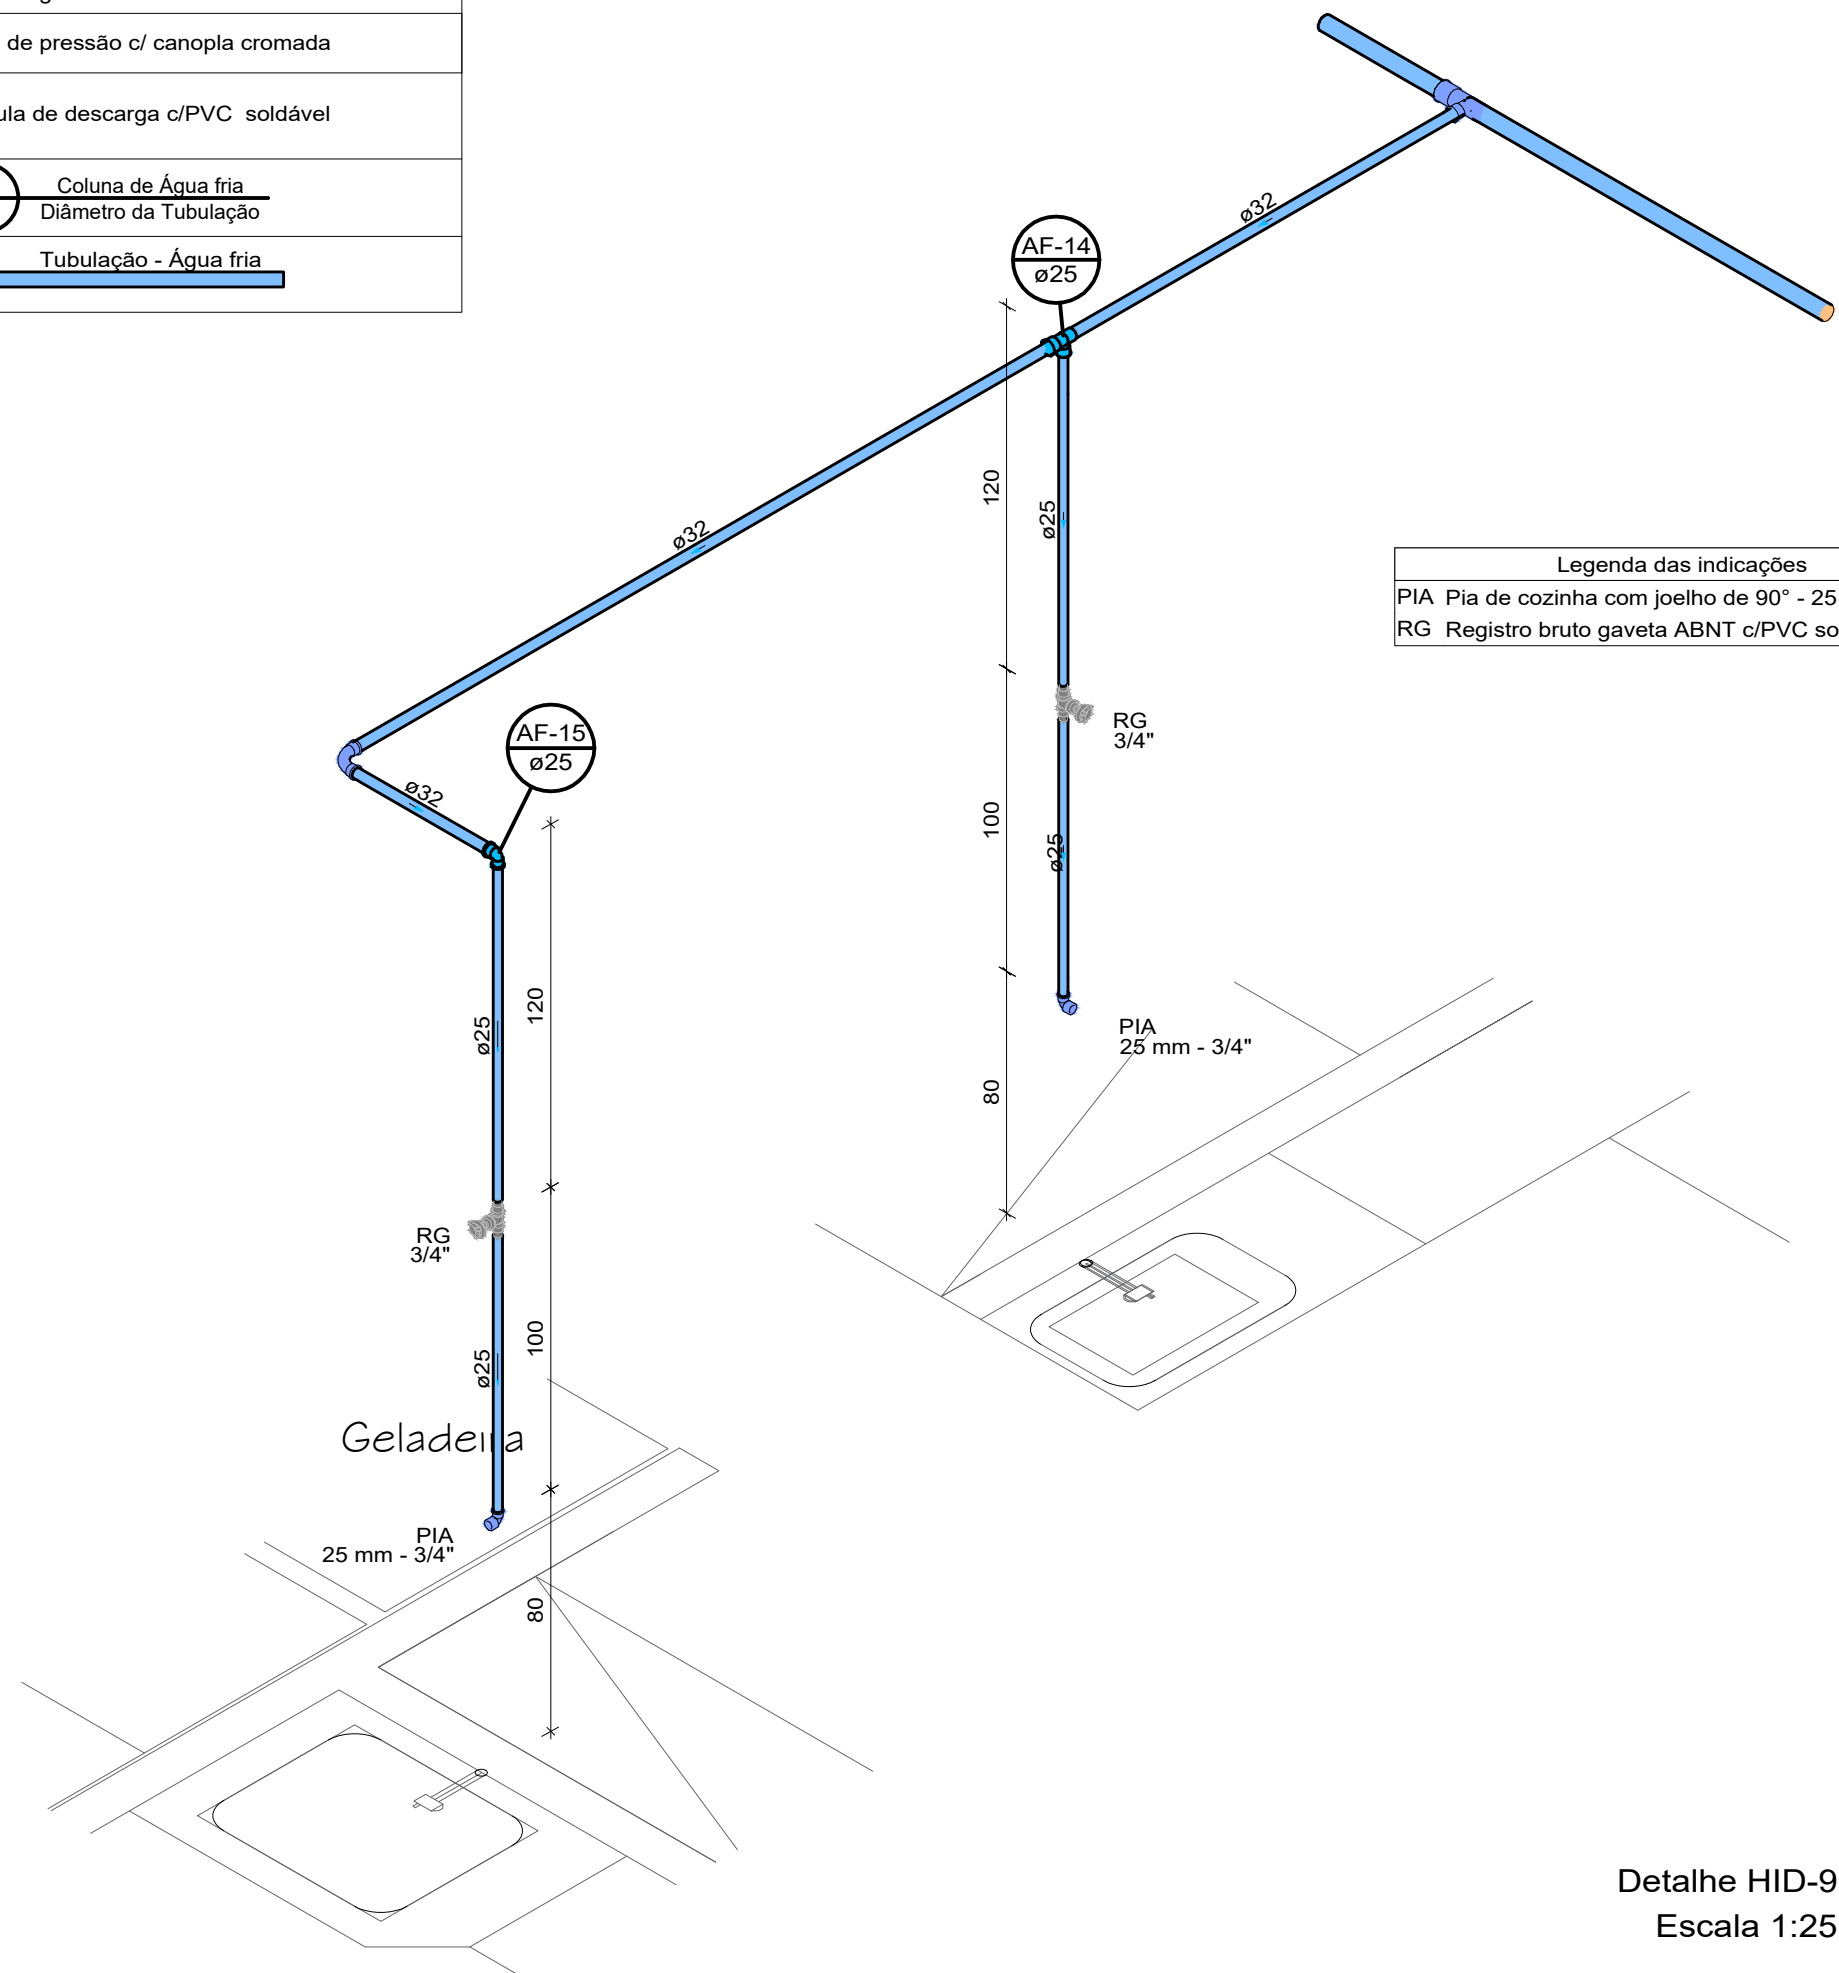 de pressão c/ canopla cromada
ula de descarga c/PVC soldável
Coluna de Água fria
Diâmetro da Tubulação
Tubulação - Água fria
ø32
AF-14
ø25
120
ø25
ø32
Legenda das indicações
PIA Pia de cozinha com joelho de 90° - 25
RG Registro bruto gaveta ABNT c/PVC so
RG
3/4"
AF-15
ø25
ø32
100
ø25
120
ø25
PIA
25 mm - 3/4"
80
RG
3/4"
100
ø25
Geladeira
PIA
25 mm - 3/4"
80
Detalhe HID-9
Escala 1:25